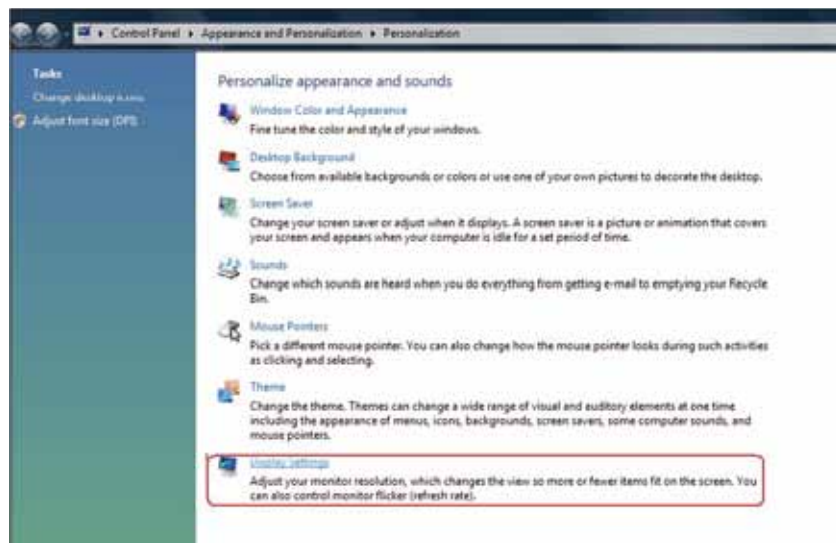 Control Panel
Appearance and Personalization
Personalization
Tasks
Change desktop icons
Adjust font size (DPI)
Personalize appearance and sounds
Window Color and Appearance
Fine tune the color and style of your windows.
Desktop Background
Choose from available backgrounds or colors or use one of your own pictures to decorate the desktop.
Screen Saver
Change your screen saver or adjust when it displays. A screen saver is a picture or animation that covers
your screen and appears when your computer is idle for a set period of time.
Sounds
Change which sounds are heard when you do everything from getting e-mail to emptying your Recycle
Bin.
Mouse Pointers
Pick a different mouse pointer. You can also change how the mouse pointer looks during such activities
as clicking and selecting.
Theme
Change the theme. Themes can change a wide range of visual and auditory elements at one time
including the appearance of menus, icons, backgrounds, screen savers, some computer sounds, and
mouse pointers.
Display Settings
Adjust your monitor resolution, which changes the view so more or fewer items fit on the screen. You
can also control monitor flicker (refresh rate).